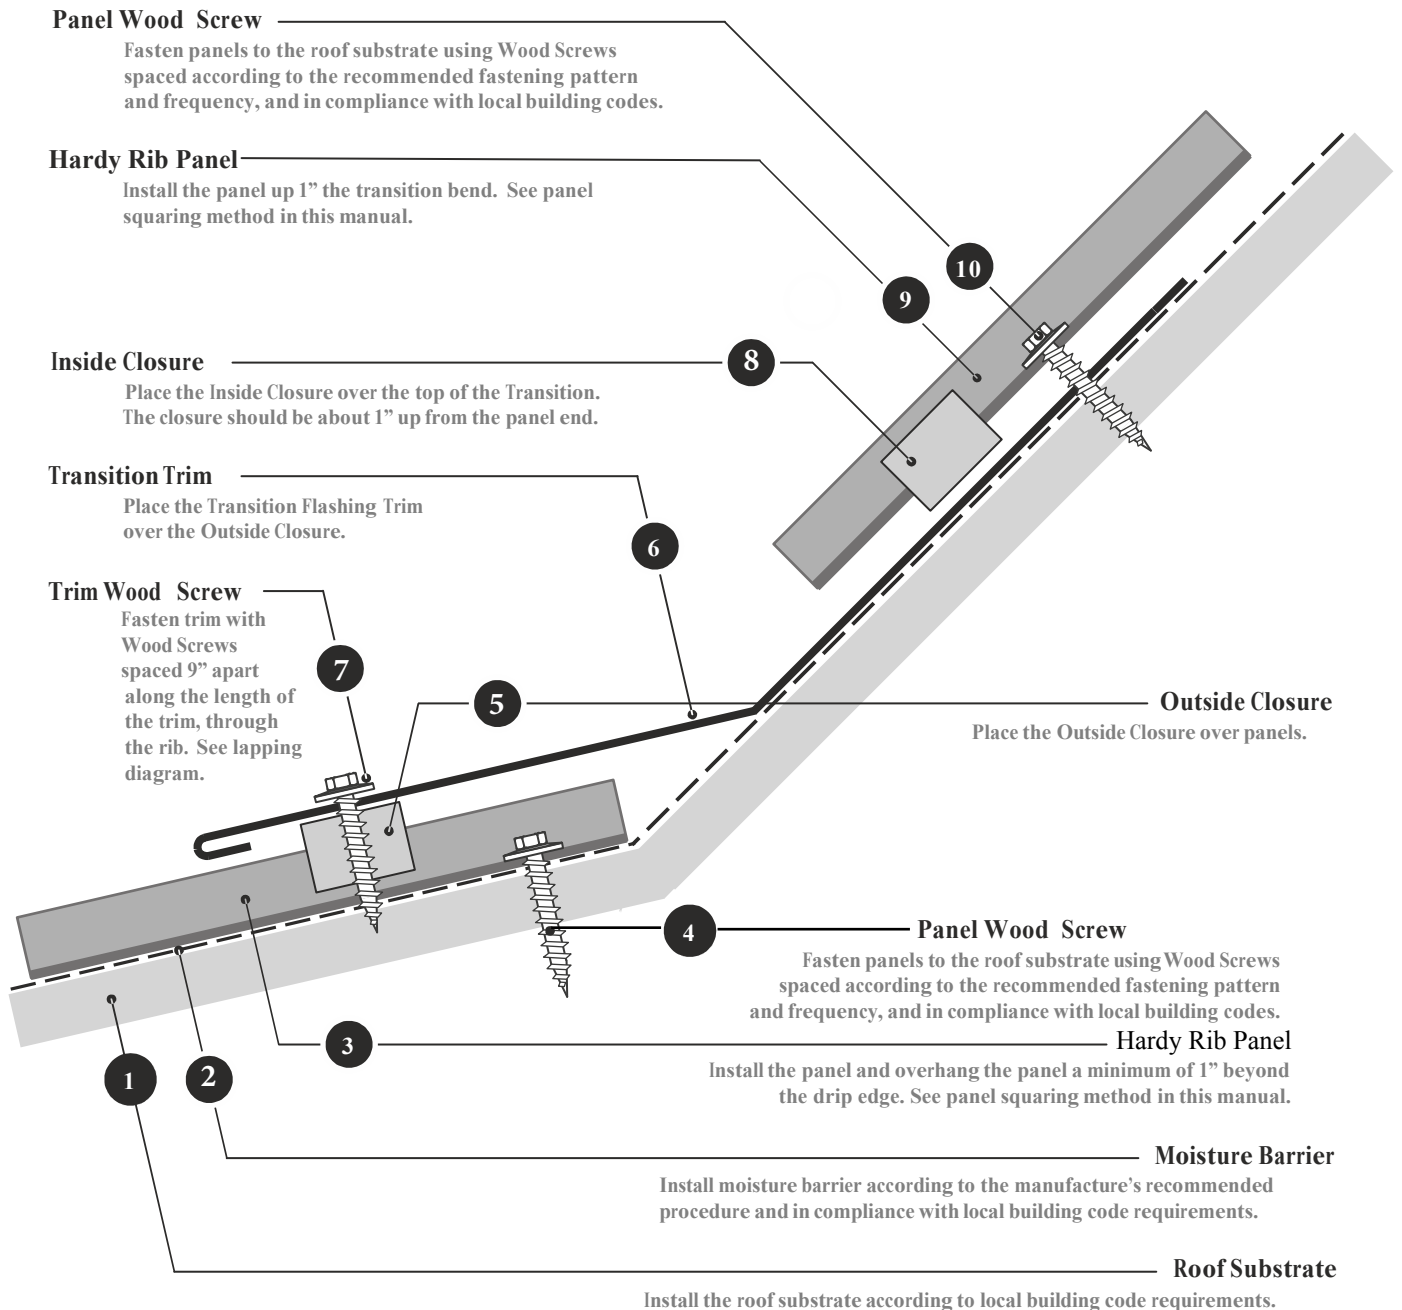 Panel Wood Screw
Fasten panels to the roof substrate using Wood Screws
spaced according to the recommended fastening pattern
and frequency, and in compliance with local building codes.
Hardy Rib Panel
Install the panel up 1” the transition bend. See panel
squaring method in this manual.
10
9
Inside Closure
8
Place the Inside Closure over the top of the Transition.
The closure should be about 1” up from the panel end.
Transition Trim
Place the Transition Flashing Trim
over the Outside Closure.
6
Trim Wood Screw
Fasten trim with
Wood Screws
spaced 9” apart
along the length of
the trim, through
the rib. See lapping
diagram.
7
5
Outside Closure
Place the Outside Closure over panels.
4
Panel Wood Screw
Fasten panels to the roof substrate using Wood Screws
spaced according to the recommended fastening pattern
and frequency, and in compliance with local building codes.
3
Hardy Rib Panel
Install the panel and overhang the panel a minimum of 1” beyond
the drip edge. See panel squaring method in this manual.
1
2
Moisture Barrier
Install moisture barrier according to the manufacture’s recommended
procedure and in compliance with local building code requirements.
Roof Substrate
Install the roof substrate according to local building code requirements.